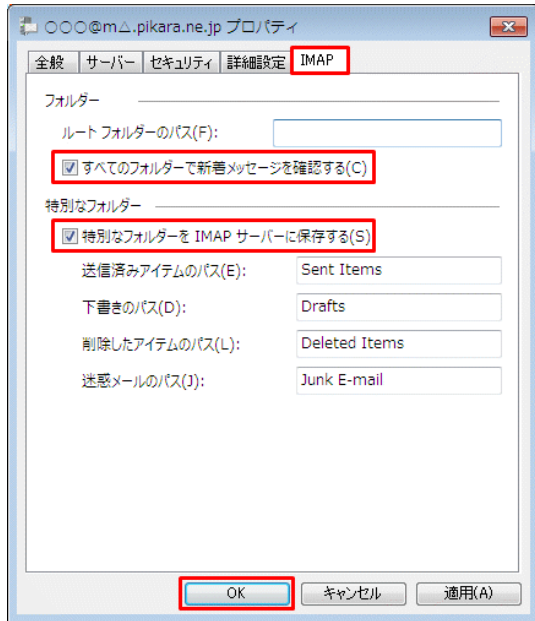 ○○○@m△.pikara.ne.jp プロパティ
全般 サーバー セキュリティ 詳細設定 IMAP
フォルダー
ルート フォルダーのパス(F):
すべてのフォルダーで新着メッセージを確認する(C)
特別なフォルダー
特別なフォルダーを IMAP サーバーに保存する(S)
送信済みアイテムのパス(E): Sent Items
下書きのパス(D): Drafts
削除したアイテムのパス(L): Deleted Items
迷惑メールのパス(J): Junk E-mail
OK キャンセル 適用(A)